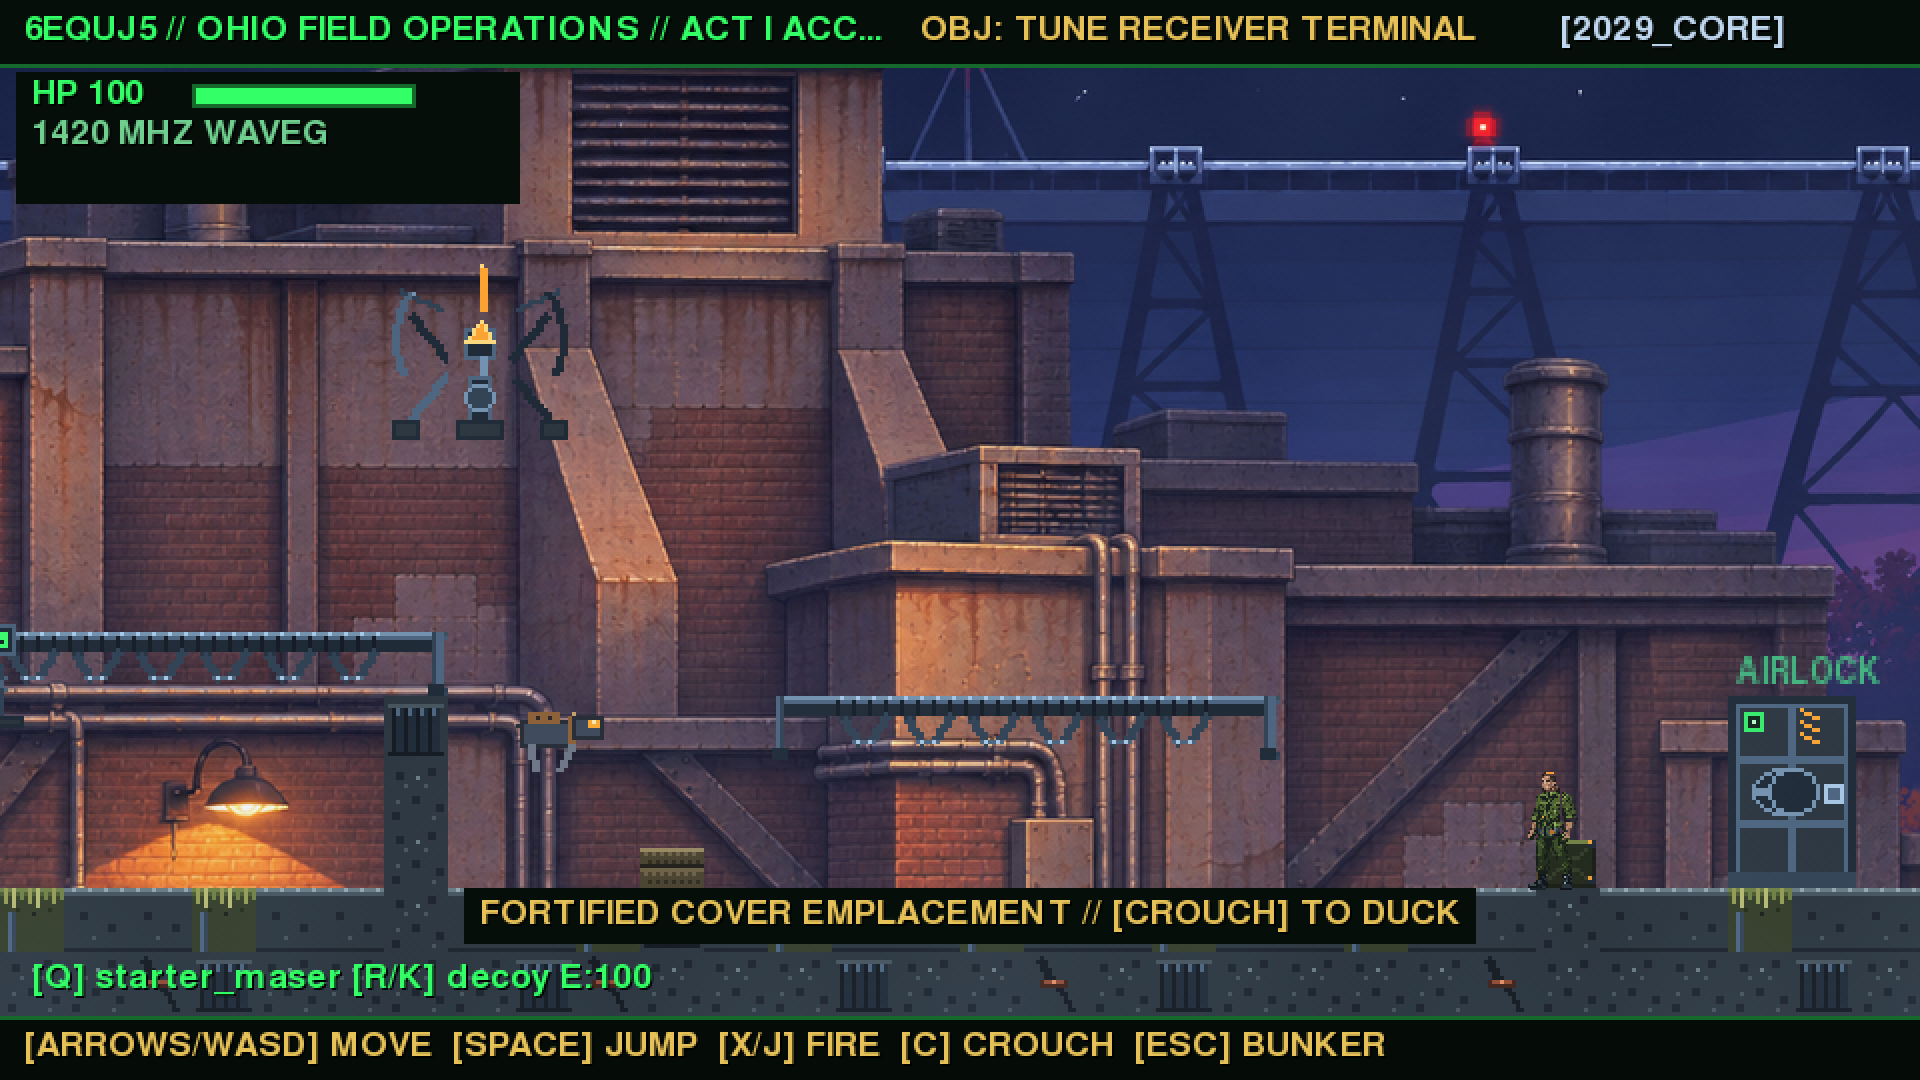 6EQUJ5 // OHIO FIELD OPERATIONS // ACT I ACC... OBJ: TUNE RECEIVER TERMINAL [2029_CORE]
HP 100
1420 MHZ WAVEG
AIRLOCK
FORTIFIED COVER EMPLACEMENT // [CROUCH] TO DUCK
[Q] starter_maser [R/K] decoy E:100
[ARROWS/WASD] MOVE [SPACE] JUMP [X/J] FIRE [C] CROUCH [ESC] BUNKER